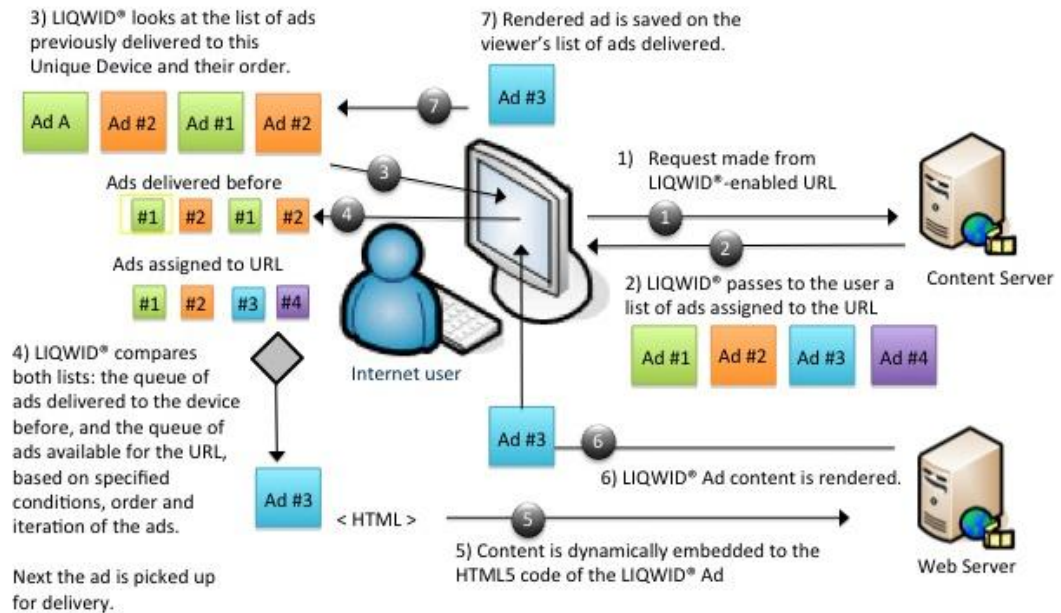 3) LIQWID® looks at the list of ads
previously delivered to this
Unique Device and their order.
7) Rendered ad is saved on the
viewer's list of ads delivered.
Ad A
Ad #2
Ad #1
Ad #2
7
Ad #3
3
Ads delivered before
#1
#2
#1
#2
4
1) Request made from
LIQWID®-enabled URL
1
2
Content Server
Ads assigned to URL
#1
#2
#3
#4
2) LIQWID® passes to the user a
list of ads assigned to the URL
Ad #1
Ad #2
Ad #3
Ad #4
Internet user
4) LIQWID® compares
both lists: the queue of
ads delivered to the device
before, and the queue of
ads available for the URL,
based on specified
conditions, order and
iteration of the ads.
Next the ad is picked up
for delivery.
Ad #3
Ad #3
6
6) LIQWID® Ad content is rendered.
< HTML >
5
5) Content is dynamically embedded to the
HTML5 code of the LIQWID® Ad
Web Server